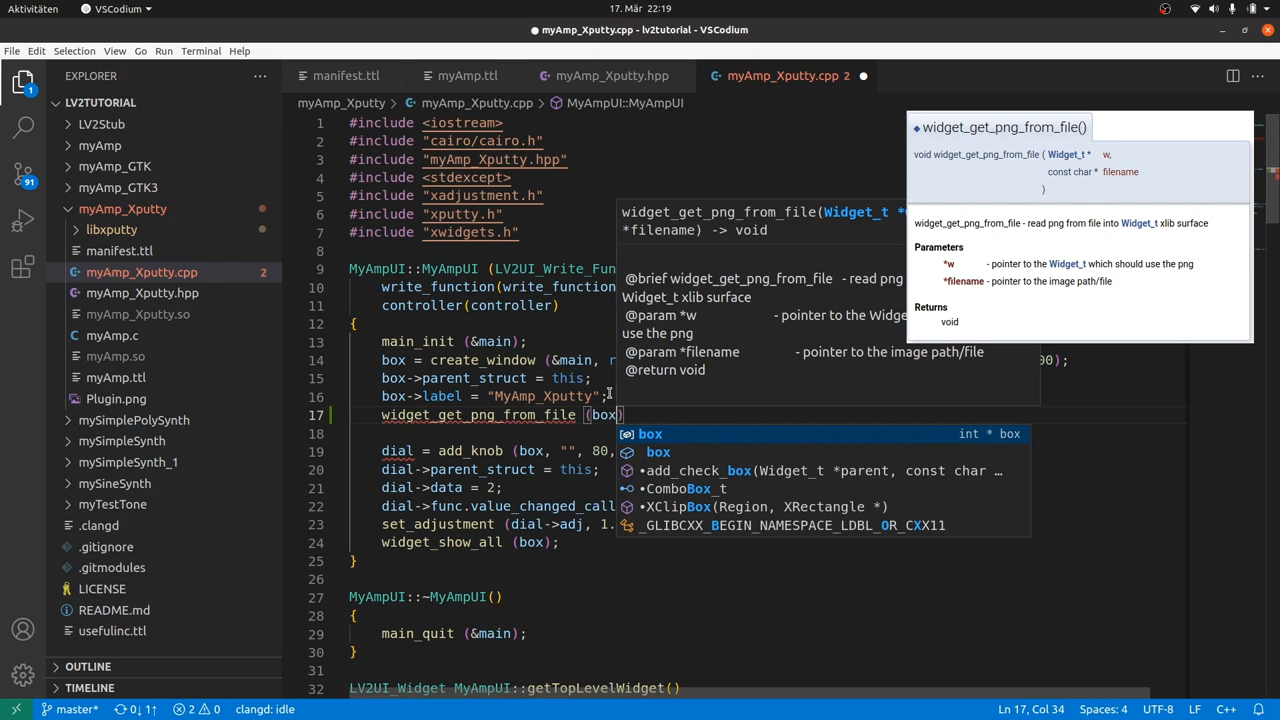 Aktivitäten
VSCodium
17. Mär 22:19
● myAmp_Xputty.cpp - lv2tutorial - VSCodium
File Edit Selection View Go Run Terminal Help
EXPLORER
manifest.ttl
myAmp.ttl
myAmp_Xputty.hpp
myAmp_Xputty.cpp 2
LV2TUTORIAL
LV2Stub
myAmp
myAmp_GTK
myAmp_GTK3
myAmp_Xputty
libxputty
manifest.ttl
myAmp_Xputty.cpp 2
myAmp_Xputty.hpp
myAmp_Xputty.so
myAmp.c
myAmp.so
myAmp.ttl
Plugin.png
mySimplePolySynth
mySimpleSynth
mySimpleSynth_1
mySineSynth
myTestTone
.clangd
.gitignore
.gitmodules
LICENSE
README.md
usefulinc.ttl
OUTLINE
TIMELINE
1
91
myAmp_Xputty > myAmp_Xputty.cpp > MyAmpUI::MyAmpUI
1 #include <iostream>
2 #include "cairo/cairo.h"
3 #include "myAmp_Xputty.hpp"
4 #include <stdexcept>
5 #include "xadjustment.h"
6 #include "xputty.h"
7 #include "xwidgets.h"
8
9 MyAmpUI::MyAmpUI (LV2UI_Write_Fun
10 write_function(write_function
11 controller(controller)
12 {
13 main_init (&main);
14 box = create_window (&main, 00);
15 box->parent_struct = this;
16 box->label = "MyAmp_Xputty";
17 widget_get_png_from_file (box)
18
19 dial = add_knob (box, "", 80,
20 dial->parent_struct = this;
21 dial->data = 2;
22 dial->func.value_changed_call
23 set_adjustment (dial->adj, 1.
24 widget_show_all (box);
25 }
26
27 MyAmpUI::~MyAmpUI()
28 {
29 main_quit (&main);
30 }
31
32 LV2UI_Widget MyAmpUI::getTopLevelWidget()
widget_get_png_from_file(Widget_t *
*filename) -> void
@brief widget_get_png_from_file - read png
Widget_t xlib surface
@param *w - pointer to the Widge
use the png
@param *filename - pointer to the image path/file
@return void
box int * box
box
•add_check_box(Widget_t *parent, const char …
•ComboBox_t
•XClipBox(Region, XRectangle *)
_GLIBCXX_BEGIN_NAMESPACE_LDBL_OR_CXX11
◆ widget_get_png_from_file()
void widget_get_png_from_file ( Widget_t * w,
const char * filename
)
widget_get_png_from_file - read png from file into Widget_t xlib surface
Parameters
*w - pointer to the Widget_t which should use the png
*filename - pointer to the image path/file
Returns
void
master* 0↓ 1↑ 2 0 clangd: idle
Ln 17, Col 34 Spaces: 4 UTF-8 LF C++